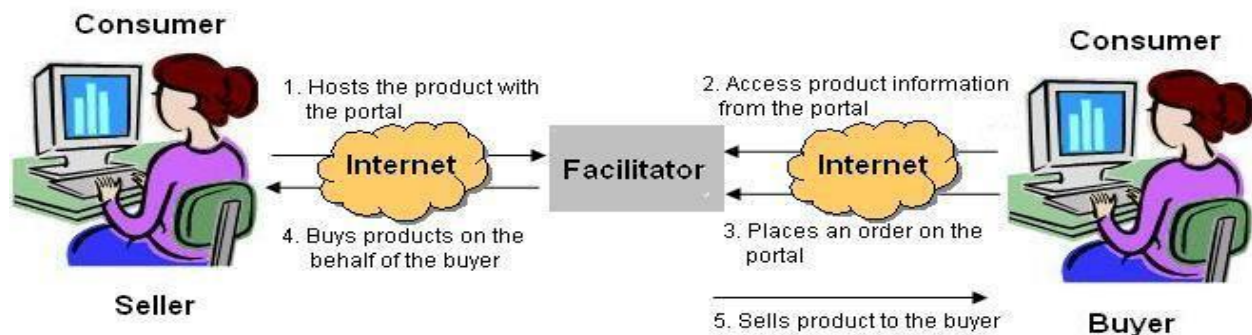 Consumer
Consumer
1. Hosts the product with
the portal
2. Access product information
from the portal
Internet
Facilitator
Internet
4. Buys products on the
behalf of the buyer
3. Places an order on the
portal
Seller
5. Sells product to the buyer
Buyer